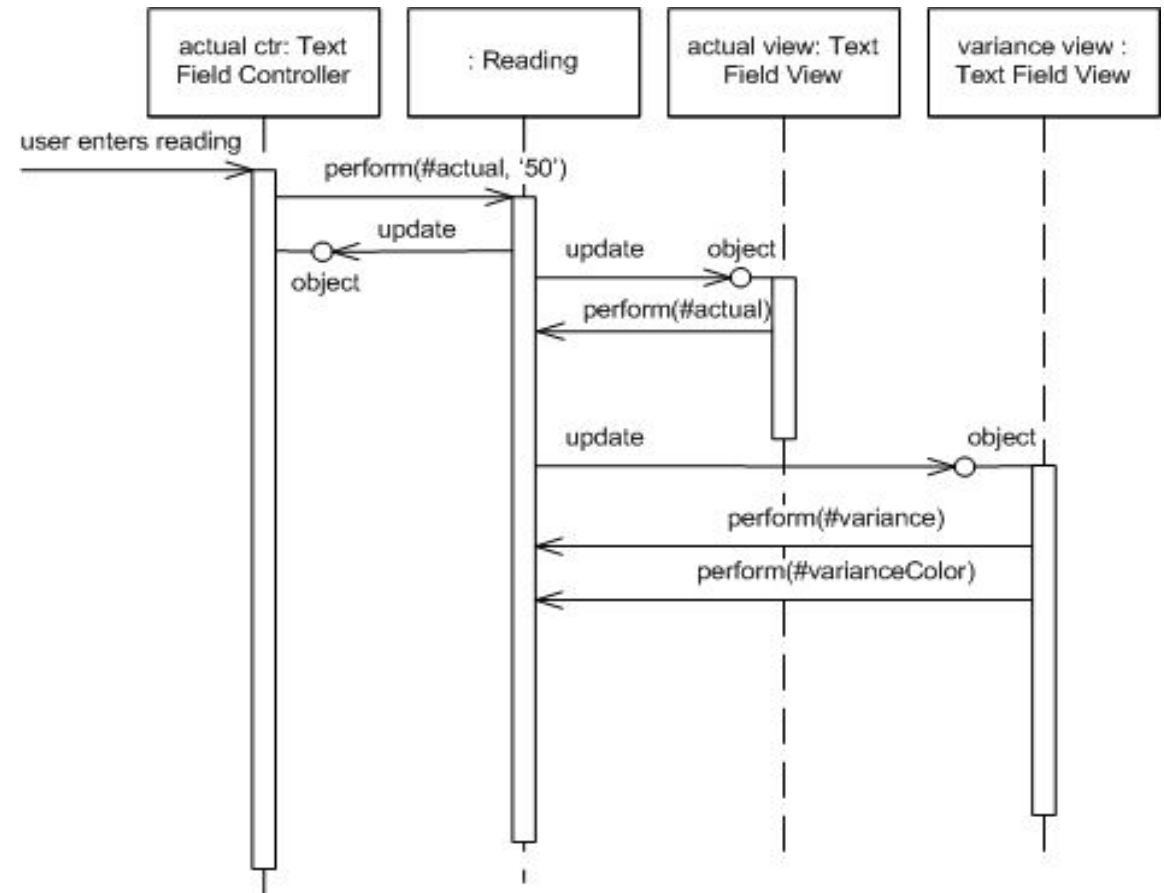 actual ctr: Text
Field Controller
: Reading
actual view: Text
Field View
variance view :
Text Field View
user enters reading
perform(#actual, ‘50’)
update
object
update
object
perform(#actual)
update
object
perform(#variance)
perform(#varianceColor)